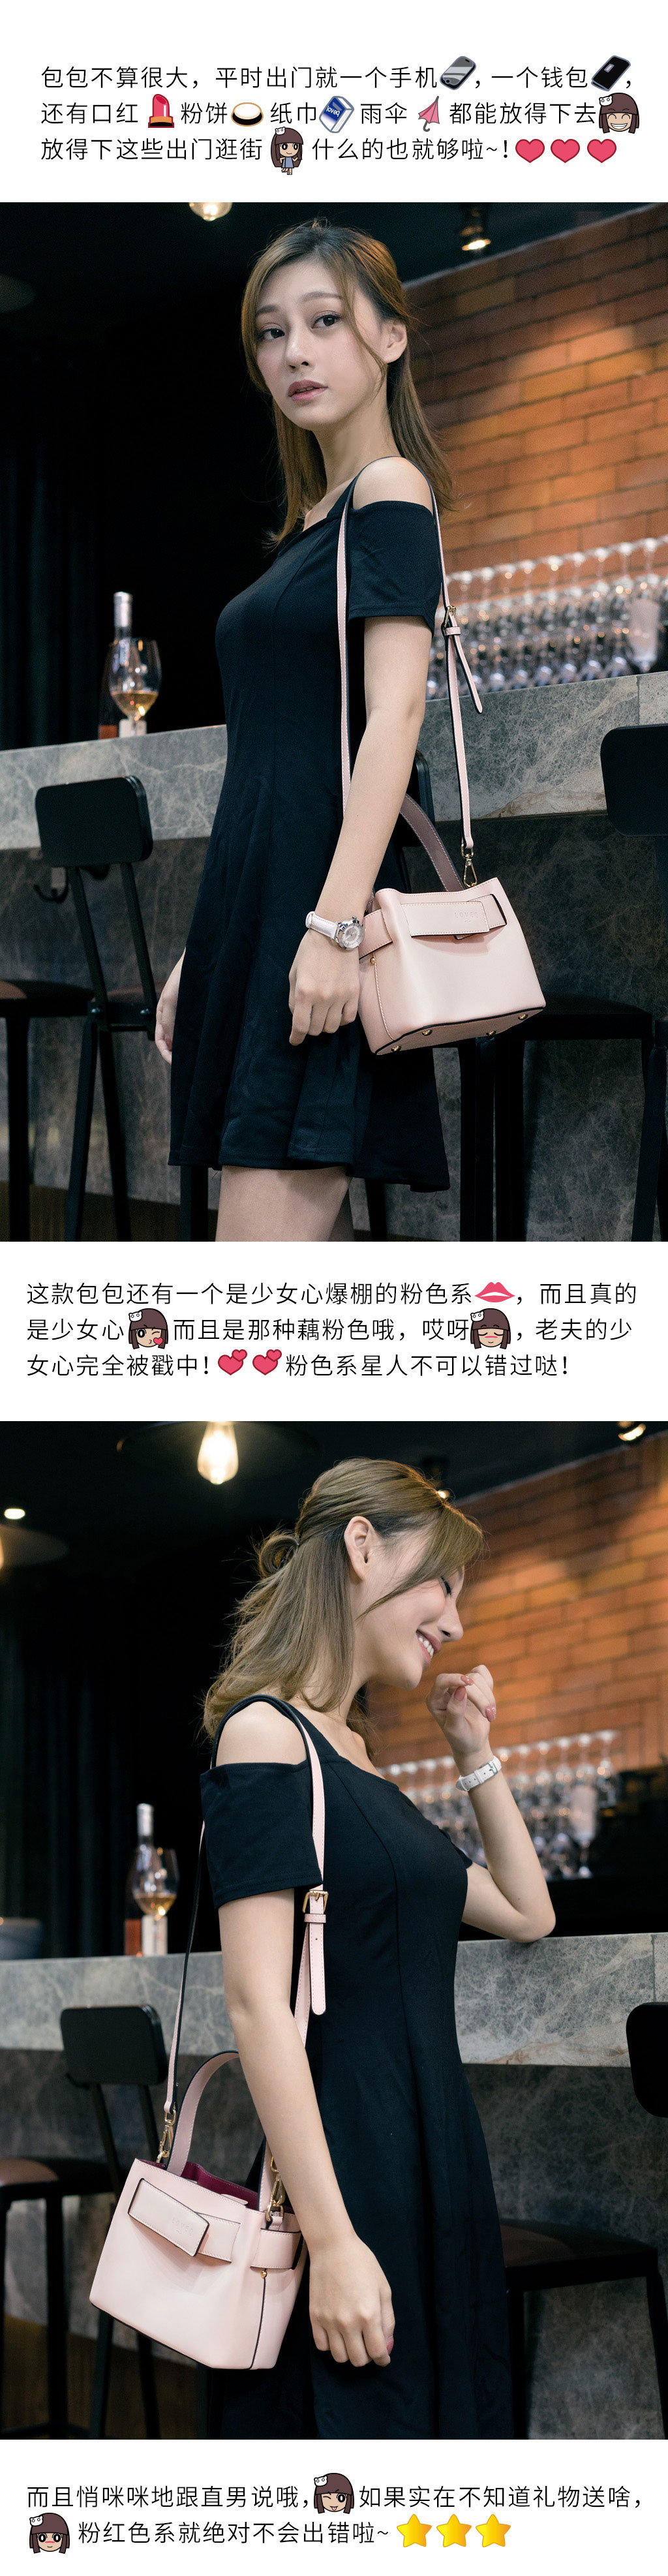 包包不算很大，平时出门就一个手机，一个钱包，
还有口红粉饼纸巾雨伞都能放得下去
放得下这些出门逛街什么的也就够啦~！
这款包包还有一个是少女心爆棚的粉色系，而且真的
是少女心而且是那种藕粉色哦，哎呀，老夫的少
女心完全被戳中！粉色系星人不可以错过哒！
而且悄咪咪地跟直男说哦，如果实在不知道礼物送啥，
粉红色系就绝对不会出错啦~